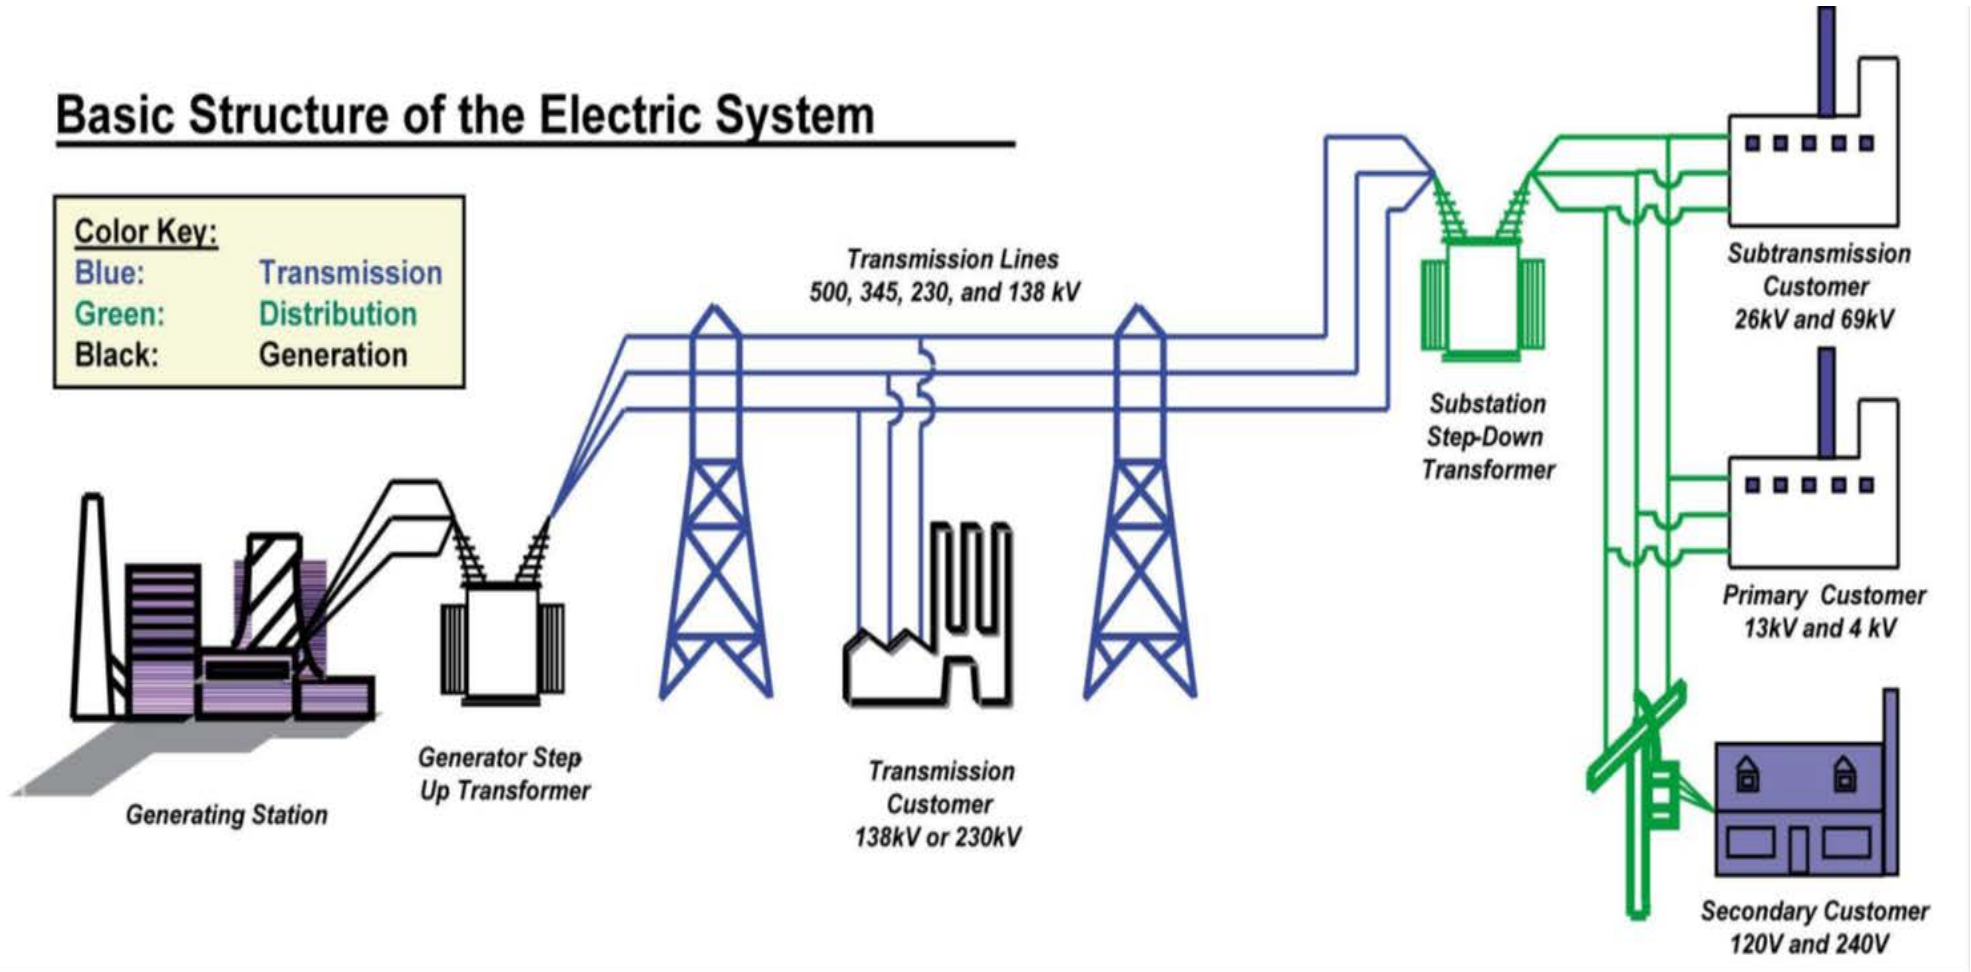 Basic Structure of the Electric System
Color Key:
Blue: Transmission
Green: Distribution
Black: Generation
Transmission Lines
500, 345, 230, and 138 kV
Subtransmission
Customer
26kV and 69kV
Substation
Step-Down
Transformer
Primary Customer
13kV and 4 kV
Generator Step
Up Transformer
Generating Station
Transmission
Customer
138kV or 230kV
Secondary Customer
120V and 240V